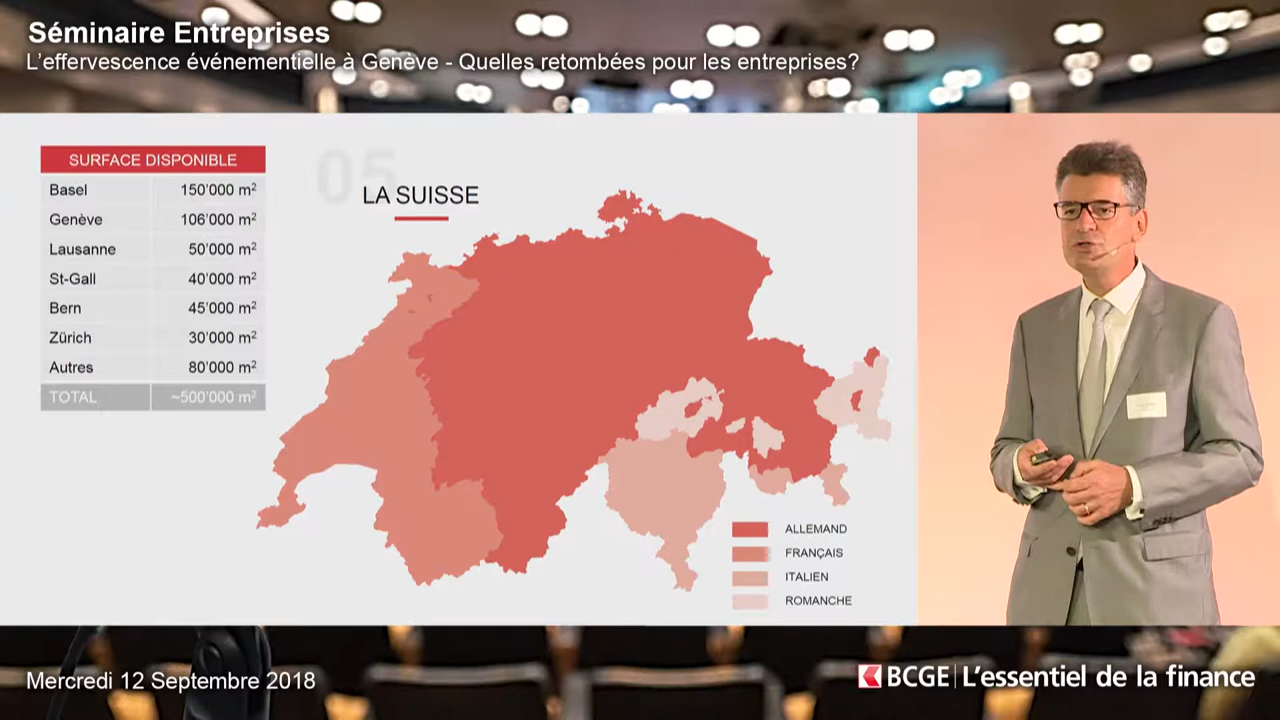 Séminaire Entreprises
L'effervescence événementielle à Genève - Quelles retombées pour les entreprises?
SURFACE DISPONIBLE
Basel 150'000 m²
Genève 106'000 m²
Lausanne 50'000 m²
St-Gall 40'000 m²
Bern 45'000 m²
Zürich 30'000 m²
Autres 80'000 m²
TOTAL ~500'000 m²
05
LA SUISSE
ALLEMAND
FRANÇAIS
ITALIEN
ROMANCHE
Mercredi 12 Septembre 2018
BCGE | L'essentiel de la finance